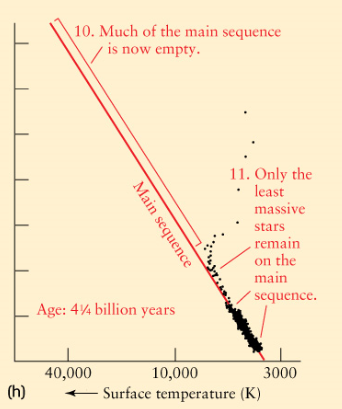 10. Much of the main sequence
is now empty.
Main sequence
11. Only the
least
massive
stars
remain
on the
main
sequence.
Age: 4¼ billion years
40,000 10,000 3000
(h) ← Surface temperature (K)